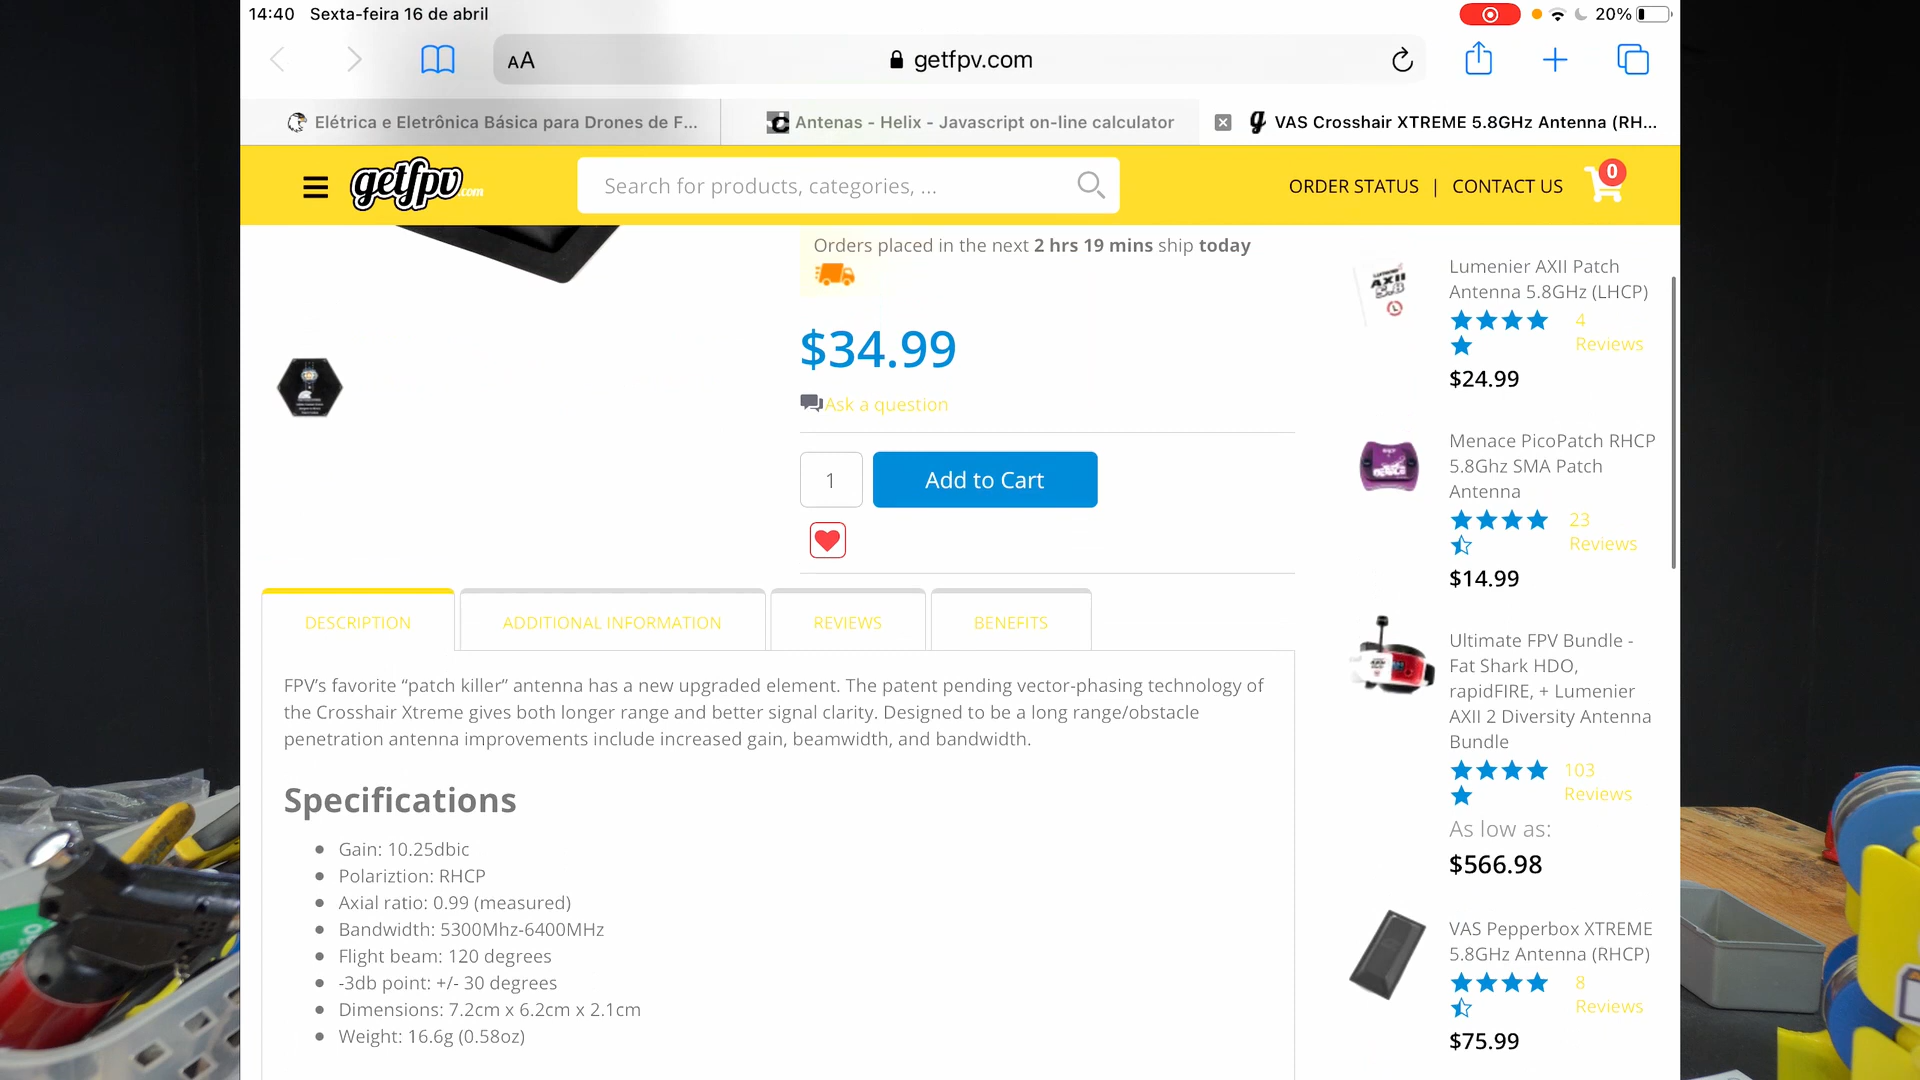 14:40 Sexta-feira 16 de abril
20%
AA
getfpv.com
Elétrica e Eletrônica Básica para Drones de F...
Antenas - Helix - Javascript on-line calculator
VAS Crosshair XTREME 5.8GHz Antenna (RH...
getfpv.com
Search for products, categories, ...
ORDER STATUS | CONTACT US
0
Orders placed in the next 2 hrs 19 mins ship today
$34.99
Ask a question
1
Add to Cart
DESCRIPTION
ADDITIONAL INFORMATION
REVIEWS
BENEFITS
FPV's favorite “patch killer” antenna has a new upgraded element. The patent pending vector-phasing technology of
the Crosshair Xtreme gives both longer range and better signal clarity. Designed to be a long range/obstacle
penetration antenna improvements include increased gain, beamwidth, and bandwidth.
Specifications
Gain: 10.25dbic
Polariztion: RHCP
Axial ratio: 0.99 (measured)
Bandwidth: 5300Mhz-6400MHz
Flight beam: 120 degrees
-3db point: +/- 30 degrees
Dimensions: 7.2cm x 6.2cm x 2.1cm
Weight: 16.6g (0.58oz)
Lumenier AXII Patch
Antenna 5.8GHz (LHCP)
4
Reviews
$24.99
Menace PicoPatch RHCP
5.8Ghz SMA Patch
Antenna
23
Reviews
$14.99
Ultimate FPV Bundle -
Fat Shark HDO,
rapidFIRE, + Lumenier
AXII 2 Diversity Antenna
Bundle
103
Reviews
As low as:
$566.98
VAS Pepperbox XTREME
5.8GHz Antenna (RHCP)
8
Reviews
$75.99